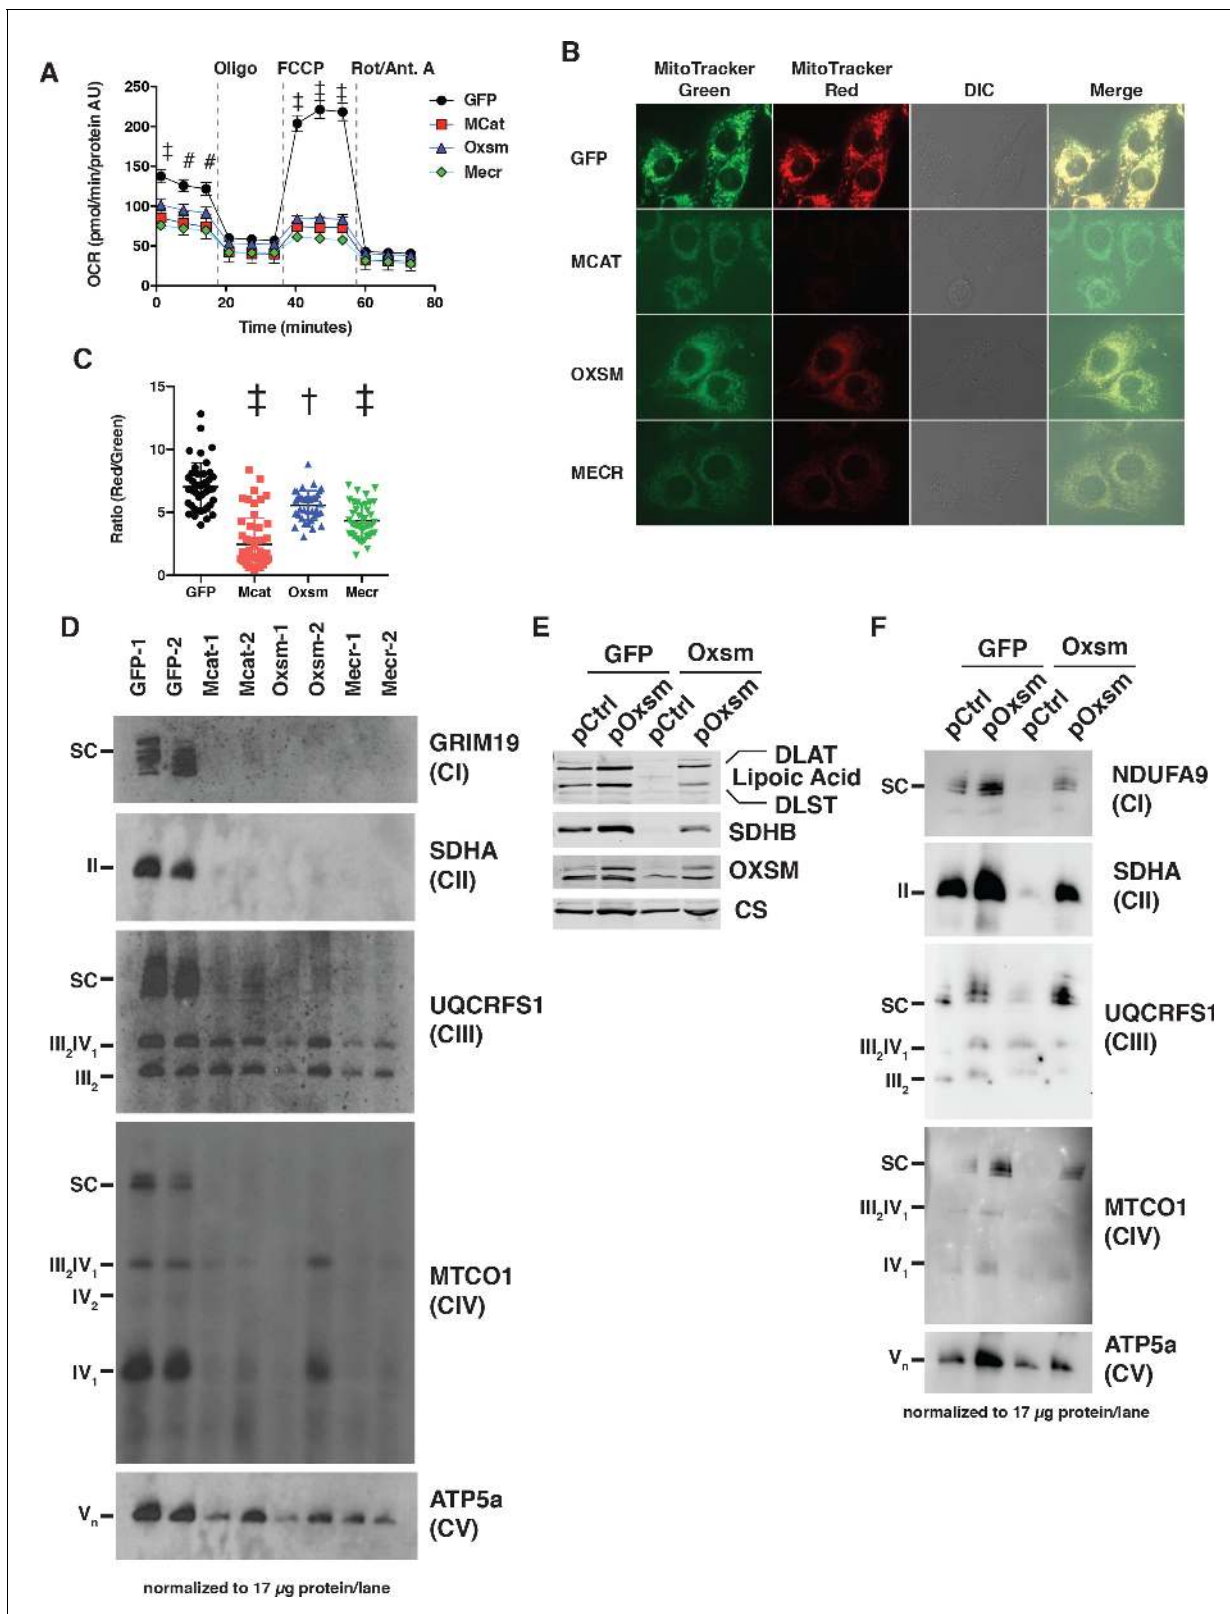 A
Oligo
FCCP
Rot/Ant. A
250
200
150
100
50
0
OCR (pmol/min/protein AU)
‡ # # ‡ ‡ ‡
GFP
MCat
Oxsm
Mecr
0 20 40 60 80
Time (minutes)
B
MitoTracker Green
MitoTracker Red
DIC
Merge
GFP
MCAT
OXSM
MECR
C
15
10
5
0
Ratio (Red/Green)
‡ † ‡
GFP Mcat Oxsm Mecr
D
GFP-1
GFP-2
Mcat-1
Mcat-2
Oxsm-1
Oxsm-2
Mecr-1
Mecr-2
SC
GRIM19
(CI)
II
SDHA
(CII)
SC
III2IV1
III2
UQCRFS1
(CIII)
SC
III2IV1
IV2
IV1
MTCO1
(CIV)
Vn
ATP5a
(CV)
normalized to 17 µg protein/lane
E
GFP Oxsm
pCtrl
pOxsm
pCtrl
pOxsm
DLAT
Lipoic Acid
DLST
SDHB
OXSM
CS
F
GFP Oxsm
pCtrl
pOxsm
pCtrl
pOxsm
SC
NDUFA9
(CI)
II
SDHA
(CII)
SC
III2IV1
III2
UQCRFS1
(CIII)
SC
III2IV1
IV1
MTCO1
(CIV)
Vn
ATP5a
(CV)
normalized to 17 µg protein/lane